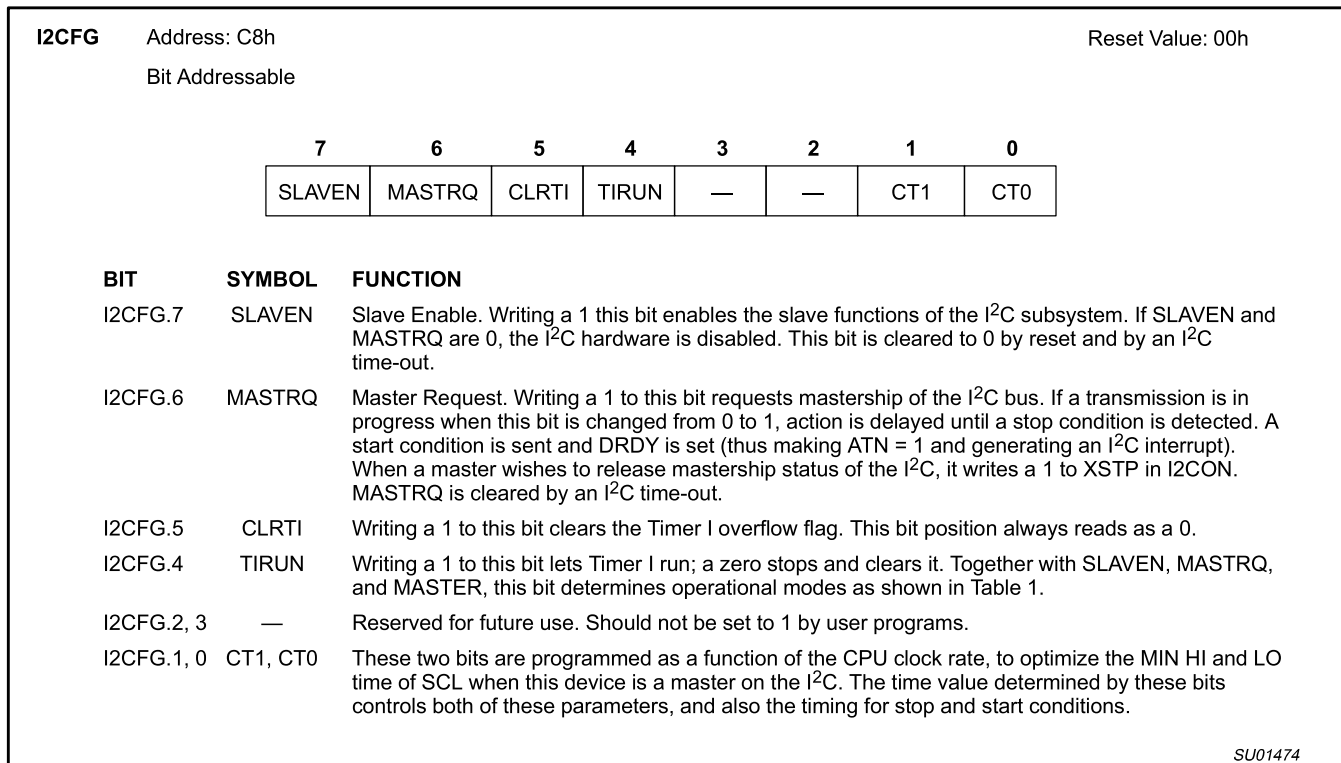 I2CFG Address: C8h Reset Value: 00h
Bit Addressable
7 6 5 4 3 2 1 0
SLAVEN MASTRQ CLRTI TIRUN — — CT1 CT0
BIT SYMBOL FUNCTION
I2CFG.7 SLAVEN Slave Enable. Writing a 1 this bit enables the slave functions of the I2C subsystem. If SLAVEN and
MASTRQ are 0, the I2C hardware is disabled. This bit is cleared to 0 by reset and by an I2C
time-out.
I2CFG.6 MASTRQ Master Request. Writing a 1 to this bit requests mastership of the I2C bus. If a transmission is in
progress when this bit is changed from 0 to 1, action is delayed until a stop condition is detected. A
start condition is sent and DRDY is set (thus making ATN = 1 and generating an I2C interrupt).
When a master wishes to release mastership status of the I2C, it writes a 1 to XSTP in I2CON.
MASTRQ is cleared by an I2C time-out.
I2CFG.5 CLRTI Writing a 1 to this bit clears the Timer I overflow flag. This bit position always reads as a 0.
I2CFG.4 TIRUN Writing a 1 to this bit lets Timer I run; a zero stops and clears it. Together with SLAVEN, MASTRQ,
and MASTER, this bit determines operational modes as shown in Table 1.
I2CFG.2, 3 — Reserved for future use. Should not be set to 1 by user programs.
I2CFG.1, 0 CT1, CT0 These two bits are programmed as a function of the CPU clock rate, to optimize the MIN HI and LO
time of SCL when this device is a master on the I2C. The time value determined by these bits
controls both of these parameters, and also the timing for stop and start conditions.
SU01474